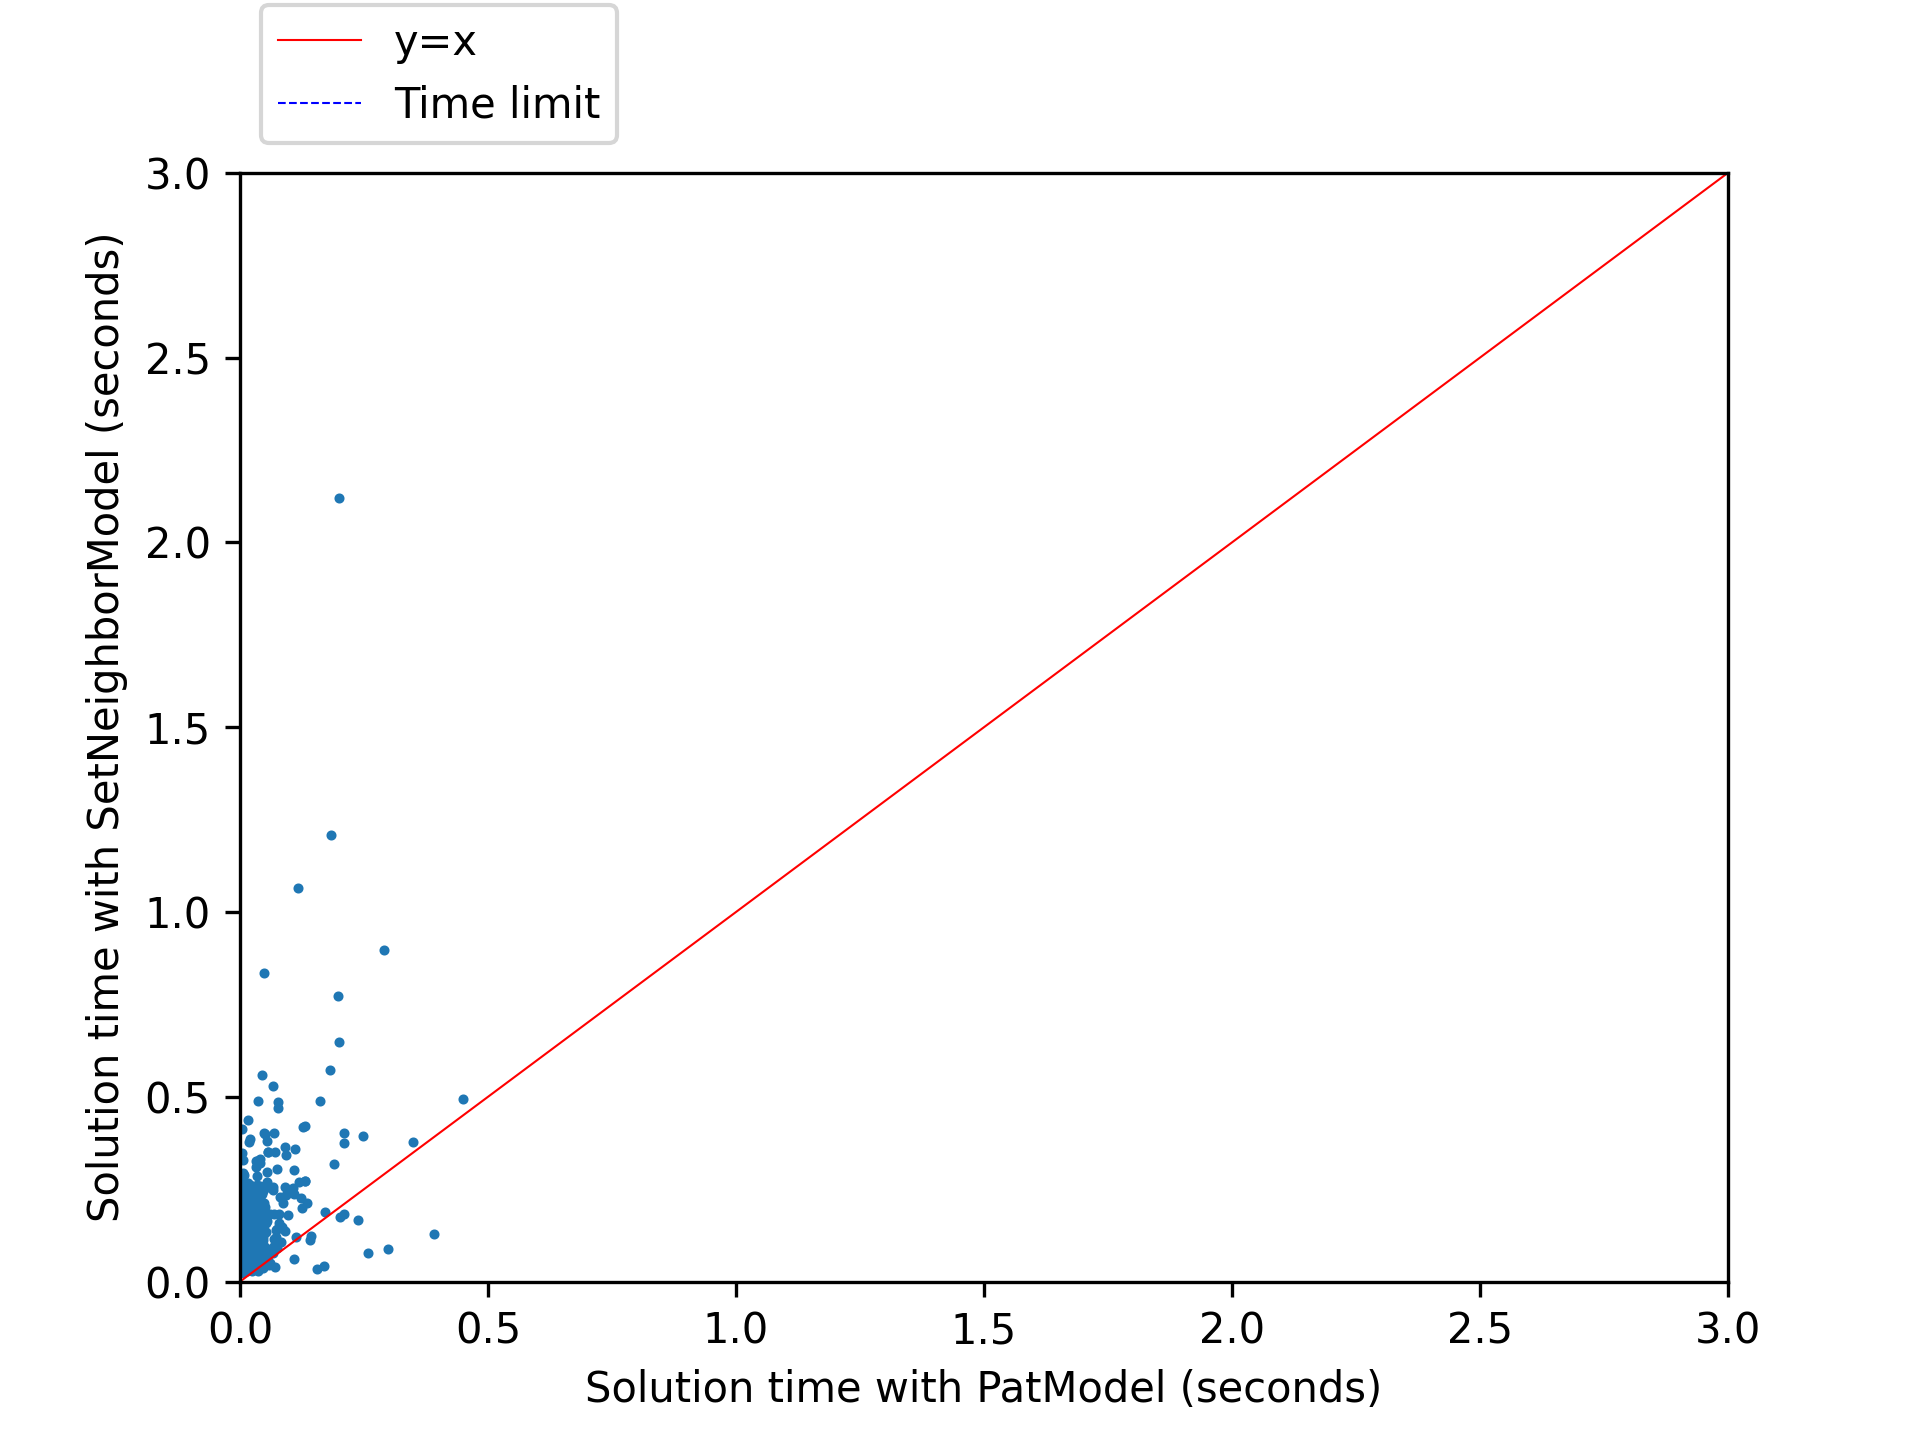 y=x
Time limit
3.0
2.5
2.0
1.5
1.0
0.5
0.0
Solution time with SetNeighborModel (seconds)
0.0 0.5 1.0 1.5 2.0 2.5 3.0
Solution time with PatModel (seconds)